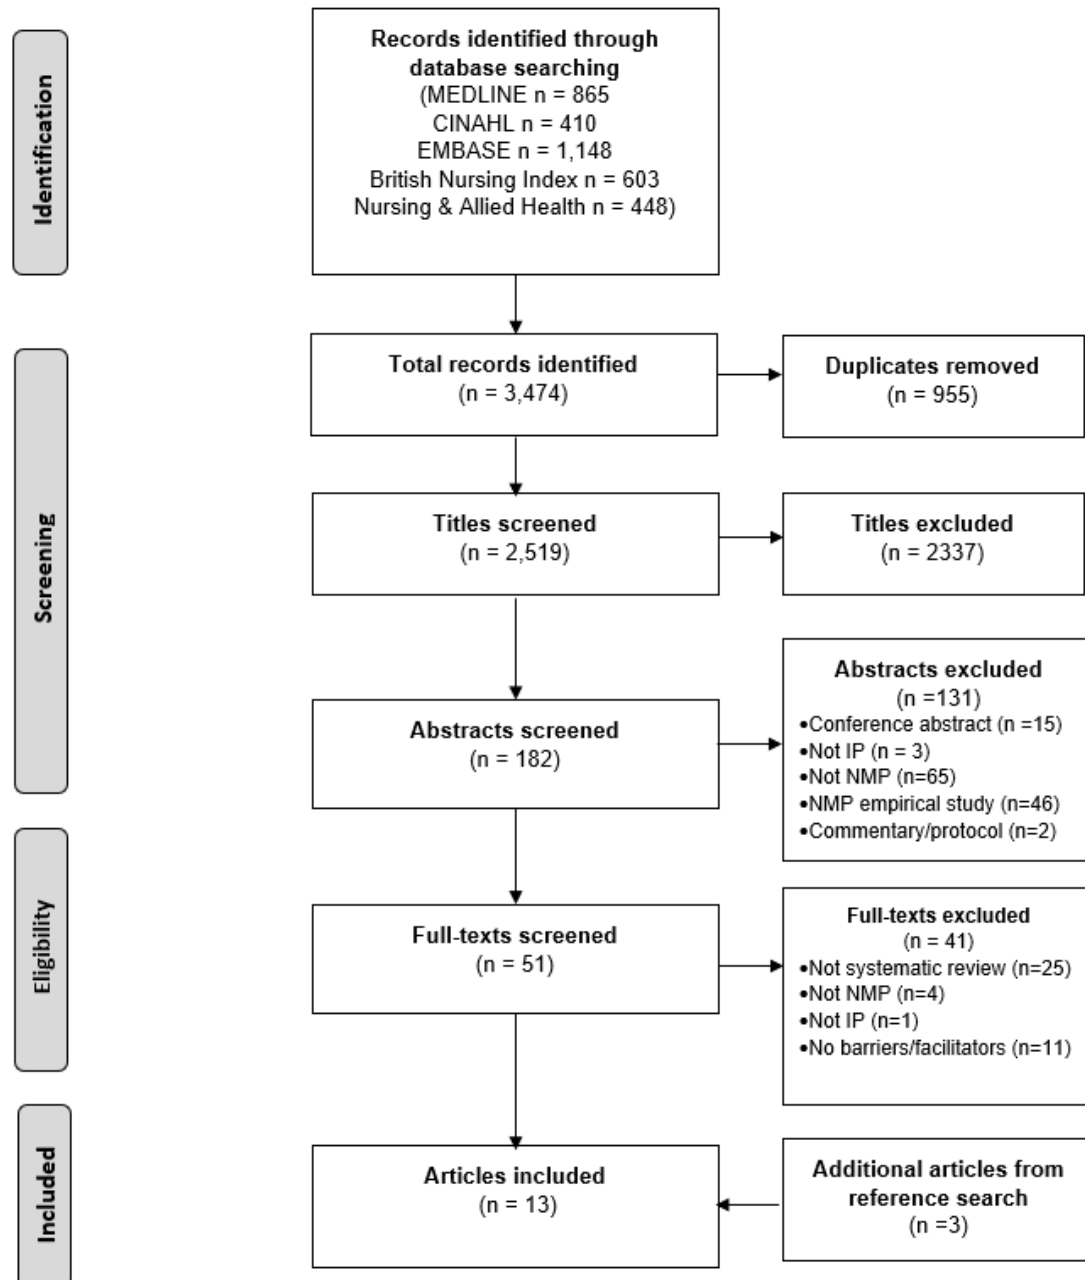 Identification
Records identified through
database searching
(MEDLINE n = 865
CINAHL n = 410
EMBASE n = 1,148
British Nursing Index n = 603
Nursing & Allied Health n = 448)
Screening
Total records identified
(n = 3,474)
Duplicates removed
(n = 955)
Titles screened
(n = 2,519)
Titles excluded
(n = 2337)
Abstracts screened
(n = 182)
Abstracts excluded
(n =131)
•Conference abstract (n =15)
•Not IP (n = 3)
•Not NMP (n=65)
•NMP empirical study (n=46)
•Commentary/protocol (n=2)
Eligibility
Full-texts screened
(n = 51)
Full-texts excluded
(n = 41)
•Not systematic review (n=25)
•Not NMP (n=4)
•Not IP (n=1)
•No barriers/facilitators (n=11)
Included
Articles included
(n = 13)
Additional articles from
reference search
(n =3)